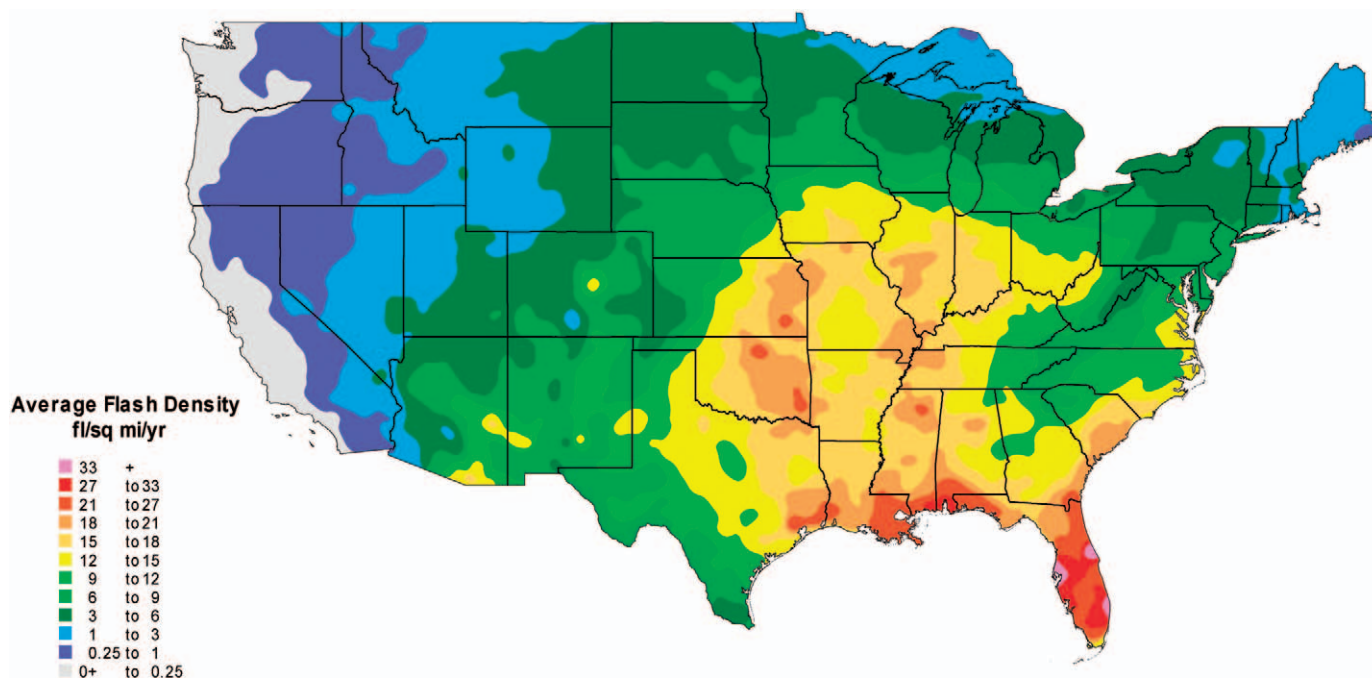 Average Flash Density
fl/sq mi/yr
33 +
27 to 33
21 to 27
18 to 21
15 to 18
12 to 15
9 to 12
6 to 9
3 to 6
1 to 3
0.25 to 1
0+ to 0.25